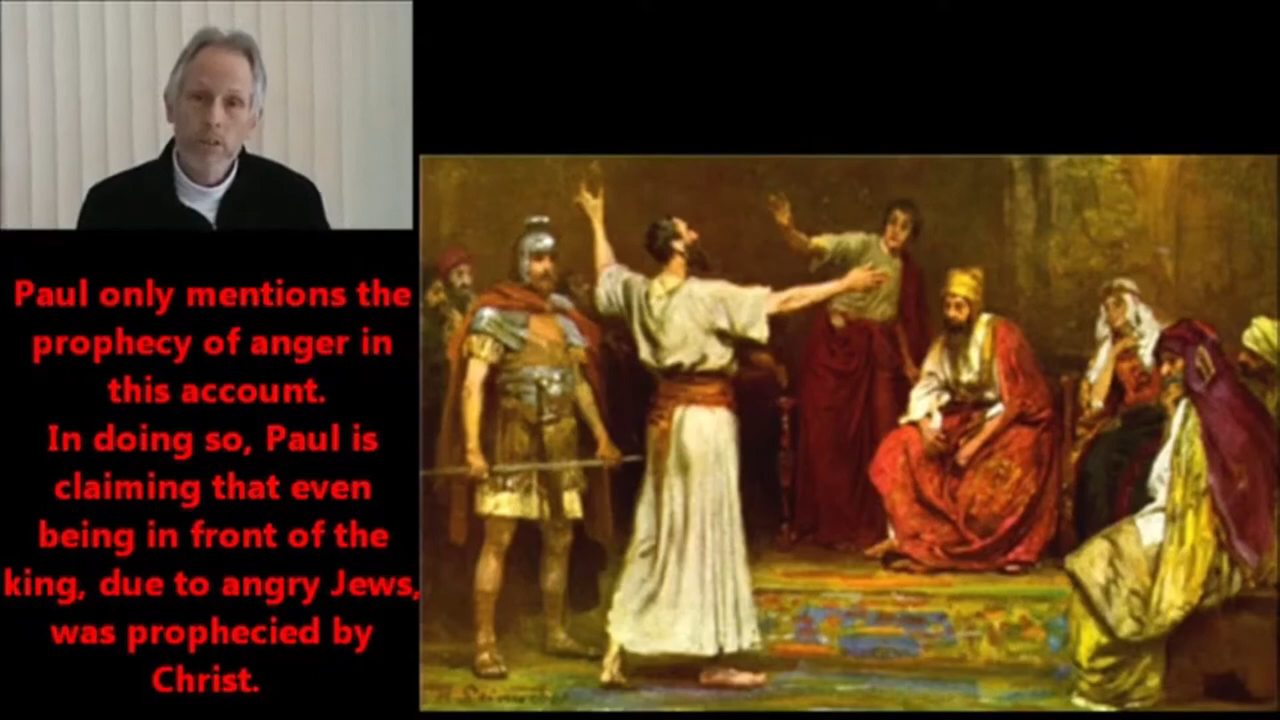 Paul only mentions the
prophecy of anger in
this account.
In doing so, Paul is
claiming that even
being in front of the
king, due to angry Jews,
was prophecied by
Christ.